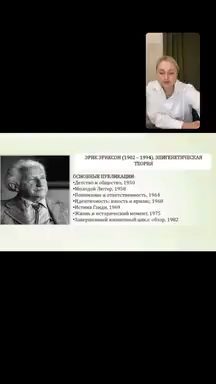 ЭРИК ЭРИКСОН (1902 – 1994). ЭПИГЕНЕТИЧЕСКАЯ
ТЕОРИЯ
ОСНОВНЫЕ ПУБЛИКАЦИИ:
•Детство и общество, 1950
•Молодой Лютер, 1958
•Понимание и ответственность, 1964
•Идентичность: юность и кризис, 1968
•Истина Ганди, 1969
•Жизнь и исторический момент, 1975
•Завершенный жизненный цикл: обзор, 1982